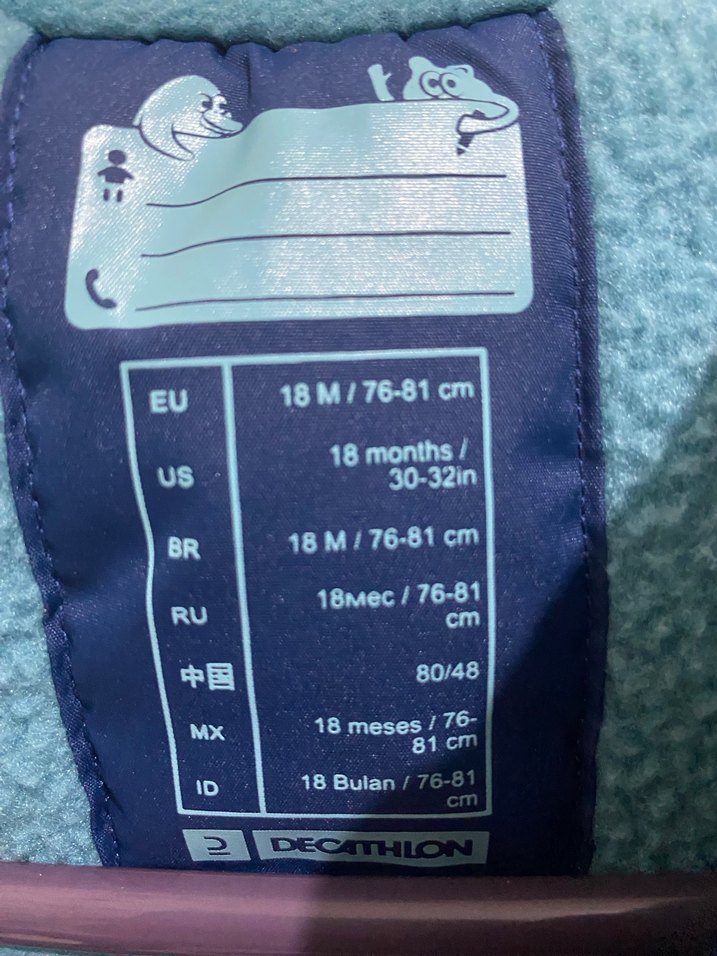 EU 18 M / 76-81 cm
US 18 months /
30-32in
BR 18 M / 76-81 cm
RU 18мес / 76-81
cm
中国 80/48
MX 18 meses / 76-
81 cm
ID 18 Bulan / 76-81
cm
DECATHLON